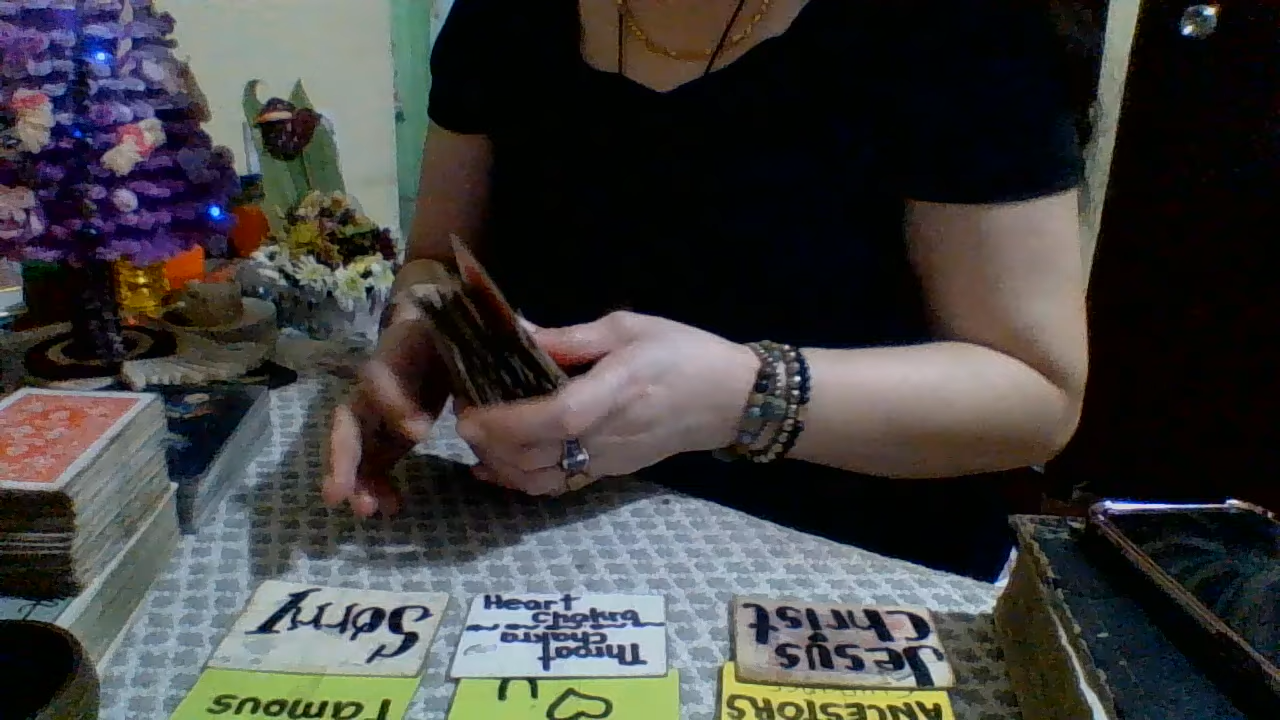 Sorry
Heart
chakra
Throat
chakra
Jesus
Christ
famous
U
ANCESTORS